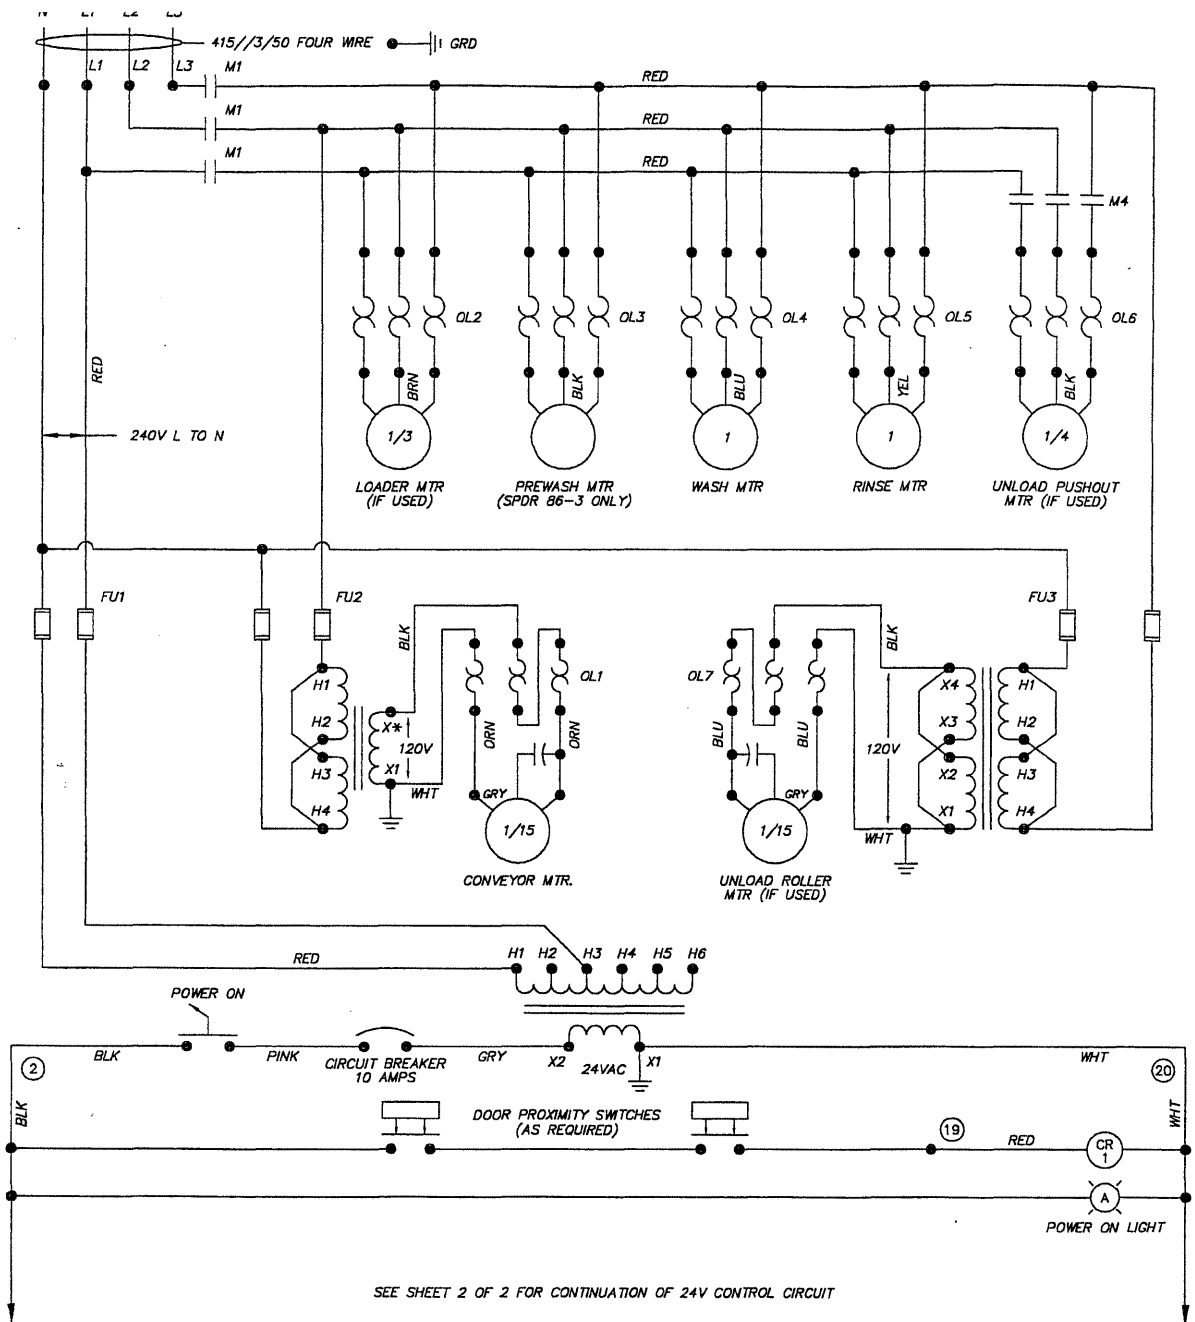 N L1 L2 L3
415//3/50 FOUR WIRE GRD
L1 L2 L3 M1
RED
M1
RED
M1
RED
M4
OL2 OL3 OL4 OL5 OL6
RED
BRN BLK BLU YEL BLK
240V L TO N
1/3 1 1 1/4
LOADER MTR
(IF USED)
PREWASH MTR
(SPDR 86-3 ONLY)
WASH MTR
RINSE MTR
UNLOAD PUSHOUT
MTR (IF USED)
FU1 FU2 FU3
BLK BLK
OL1 OL7
H1 X4 H1
H2 X* ORN ORN BLU BLU X3 H2
120V 120V
H3 X1 X2 H3
WHT GRY GRY
H4 X1 H4
1/15 1/15 WHT
CONVEYOR MTR.
UNLOAD ROLLER
MTR (IF USED)
RED H1 H2 H3 H4 H5 H6
POWER ON
BLK PINK CIRCUIT BREAKER
10 AMPS
GRY X2 24VAC X1 WHT
2 20
BLK WHT
DOOR PROXIMITY SWITCHES
(AS REQUIRED)
19 RED CR
1
A
POWER ON LIGHT
SEE SHEET 2 OF 2 FOR CONTINUATION OF 24V CONTROL CIRCUIT